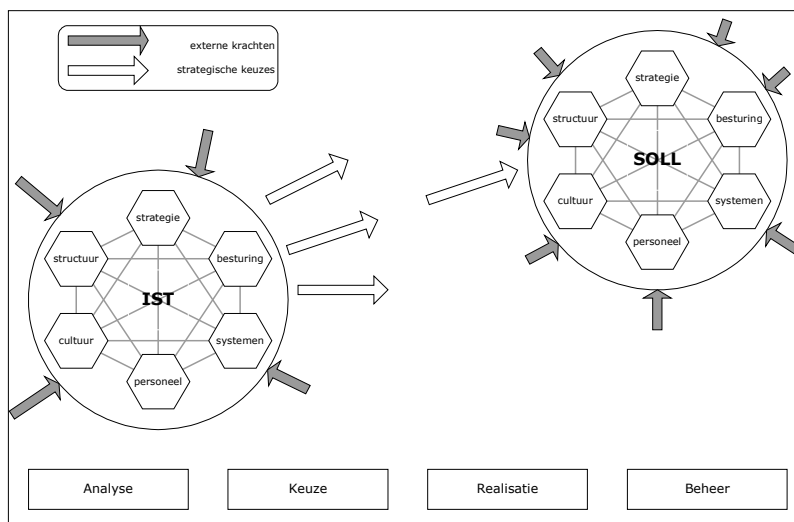 externe krachten
strategische keuzes
strategie
structuur
besturing
IST
cultuur
systemen
personeel
strategie
structuur
besturing
SOLL
cultuur
systemen
personeel
Analyse
Keuze
Realisatie
Beheer